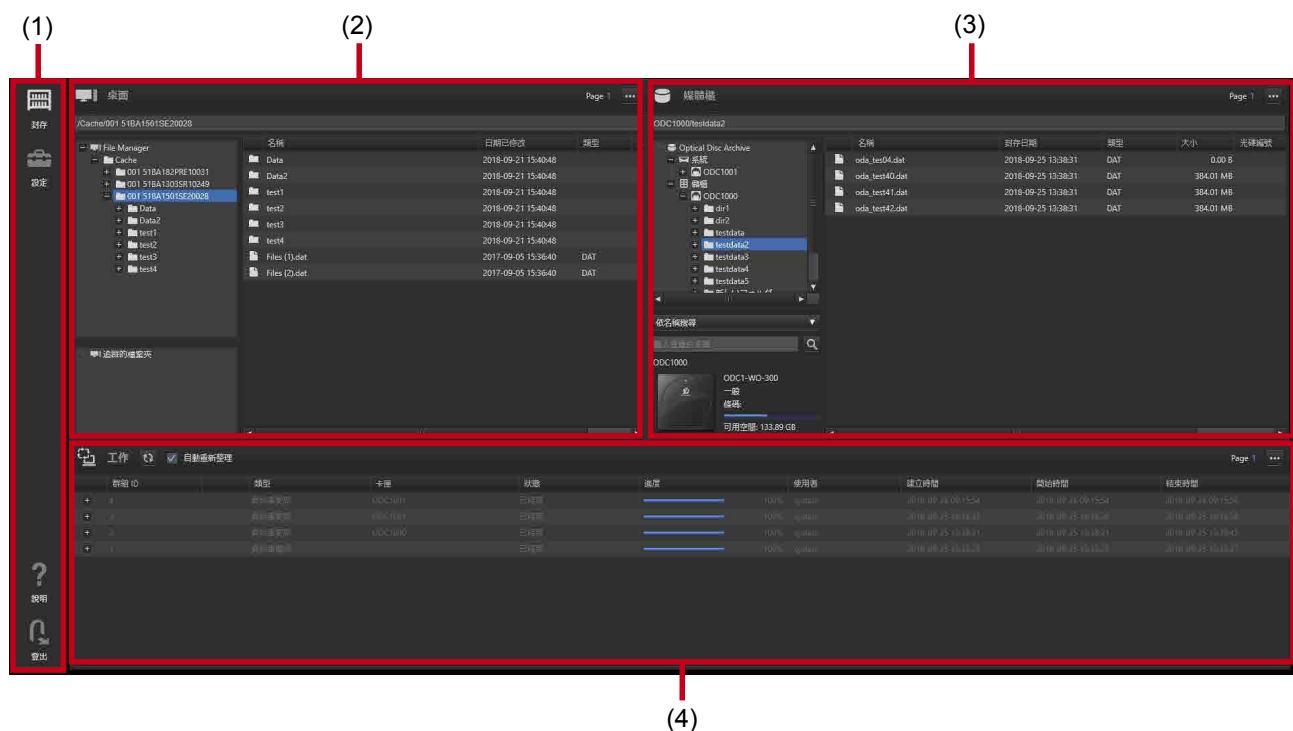 (1)
(2)
(3)
封存
設定
說明
登出
桌面
Page 1
/Cache/001 51BA1501SE20028
File Manager
Cache
001 51BA182PRE10031
001 51BA1303SR10249
001 51BA1501SE20028
Data
Data2
test1
test2
test3
test4
追蹤的檔案夾
名稱 日期已修改 類型
Data 2018-09-21 15:40:48
Data2 2018-09-21 15:40:48
test1 2018-09-21 15:40:48
test2 2018-09-21 15:40:48
test3 2018-09-21 15:40:48
test4 2018-09-21 15:40:48
Files (1).dat 2017-09-05 15:36:40 DAT
Files (2).dat 2017-09-05 15:36:40 DAT
媒體櫃
Page 1
ODC1000/testdata2
Optical Disc Archive
系統
ODC1001
櫥櫃
ODC1000
dir1
dir2
testdata
testdata2
testdata3
testdata4
testdata5
依名稱搜尋
ODC1000
ODC1-WO-300
一般
條碼:
可用空間: 133.89 GB
名稱 封存日期 類型 大小 光碟編號
oda_tes04.dat 2018-09-25 13:38:31 DAT 0.00 B
oda_test40.dat 2018-09-25 13:38:31 DAT 384.01 MB
oda_test41.dat 2018-09-25 13:38:31 DAT 384.01 MB
oda_test42.dat 2018-09-25 13:38:31 DAT 384.01 MB
工作 自動重新整理
Page 1
群組 ID 類型 卡匣 狀態 進度 使用者 建立時間 開始時間 結束時間
4 100% system
3 100% system
2 100% system
1 100% system
(4)